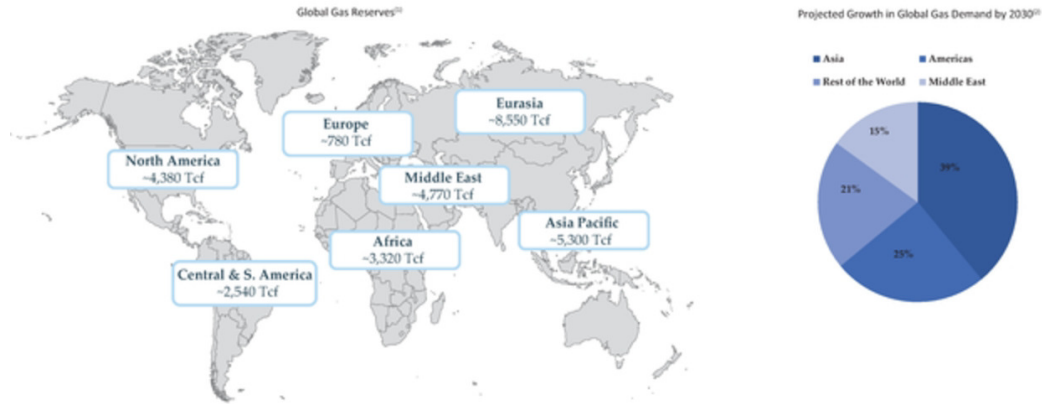 Global Gas Reserves(1)
North America
~4,380 Tcf
Europe
~780 Tcf
Eurasia
~8,550 Tcf
Middle East
~4,770 Tcf
Asia Pacific
~5,300 Tcf
Africa
~3,320 Tcf
Central & S. America
~2,540 Tcf
Projected Growth in Global Gas Demand by 2030(2)
Asia
Americas
Rest of the World
Middle East
15%
39%
21%
25%